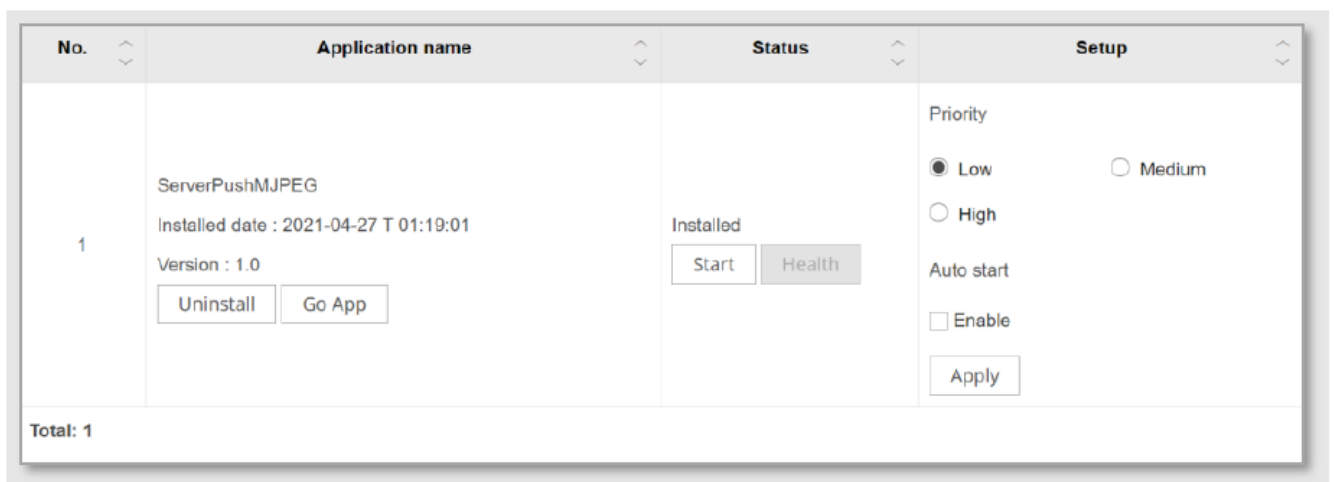 No. Application name Status Setup
1
ServerPushMJPEG
Installed date : 2021-04-27 T 01:19:01
Version : 1.0
Uninstall Go App
Installed
Start Health
Priority
Low Medium
High
Auto start
Enable
Apply
Total: 1